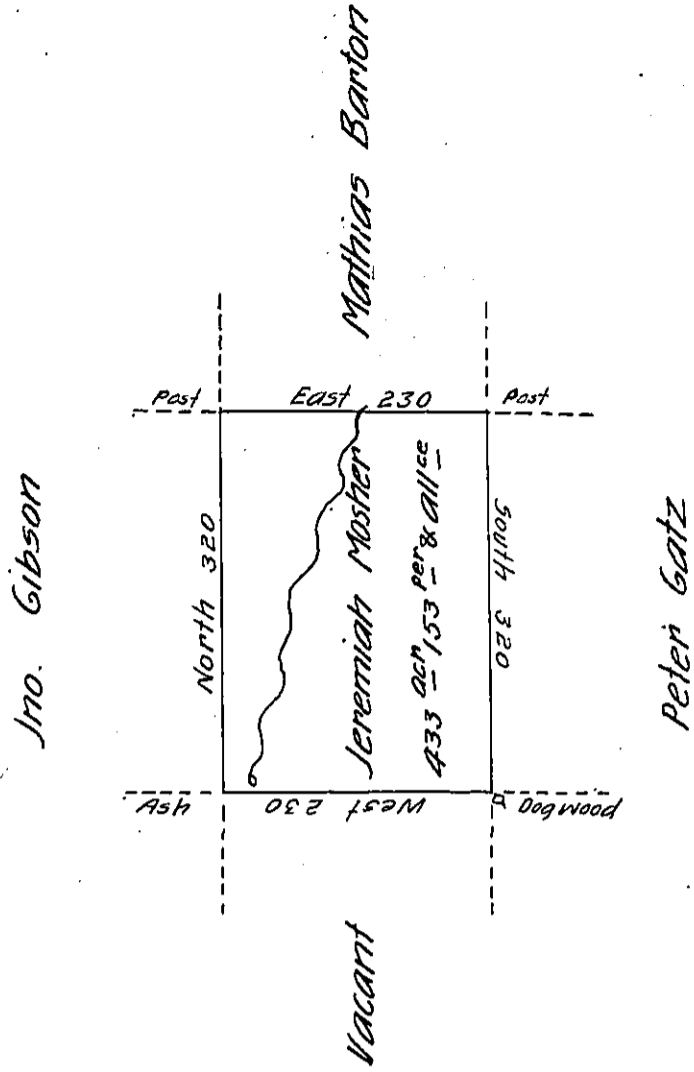 Jno. Gibson
Mathias Barton
Post
East 230
Post
North 320
Jeremiah Mosher
433 acr 153 per & allce
South 320
Ash
West 230
Dogwood
Vacant
Peter Gatz